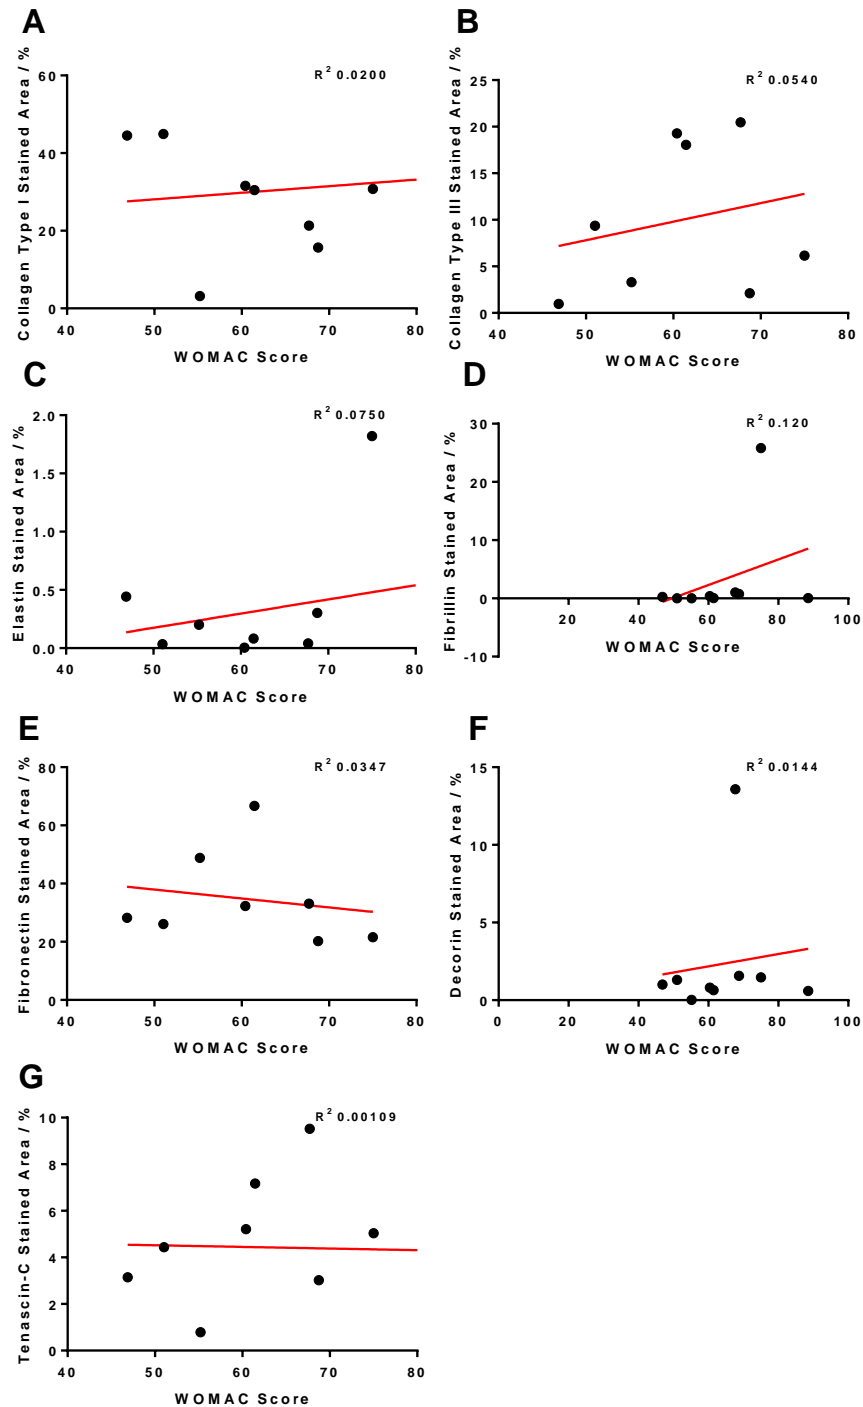 A
Collagen Type I Stained Area / %
R² 0.0200
60
40
20
0
40 50 60 70 80
WOMAC Score
B
Collagen Type III Stained Area / %
R² 0.0540
25
20
15
10
5
0
40 50 60 70 80
WOMAC Score
C
Elastin Stained Area / %
R² 0.0750
2.0
1.5
1.0
0.5
0.0
40 50 60 70 80
WOMAC Score
D
Fibrillin Stained Area / %
R² 0.120
30
20
10
0
-10
20 40 60 80 100
WOMAC Score
E
Fibronectin Stained Area / %
R² 0.0347
80
60
40
20
0
40 50 60 70 80
WOMAC Score
F
Decorin Stained Area / %
R² 0.0144
15
10
5
0
0 20 40 60 80 100
WOMAC Score
G
Tenascin-C Stained Area / %
R² 0.00109
10
8
6
4
2
0
40 50 60 70 80
WOMAC Score